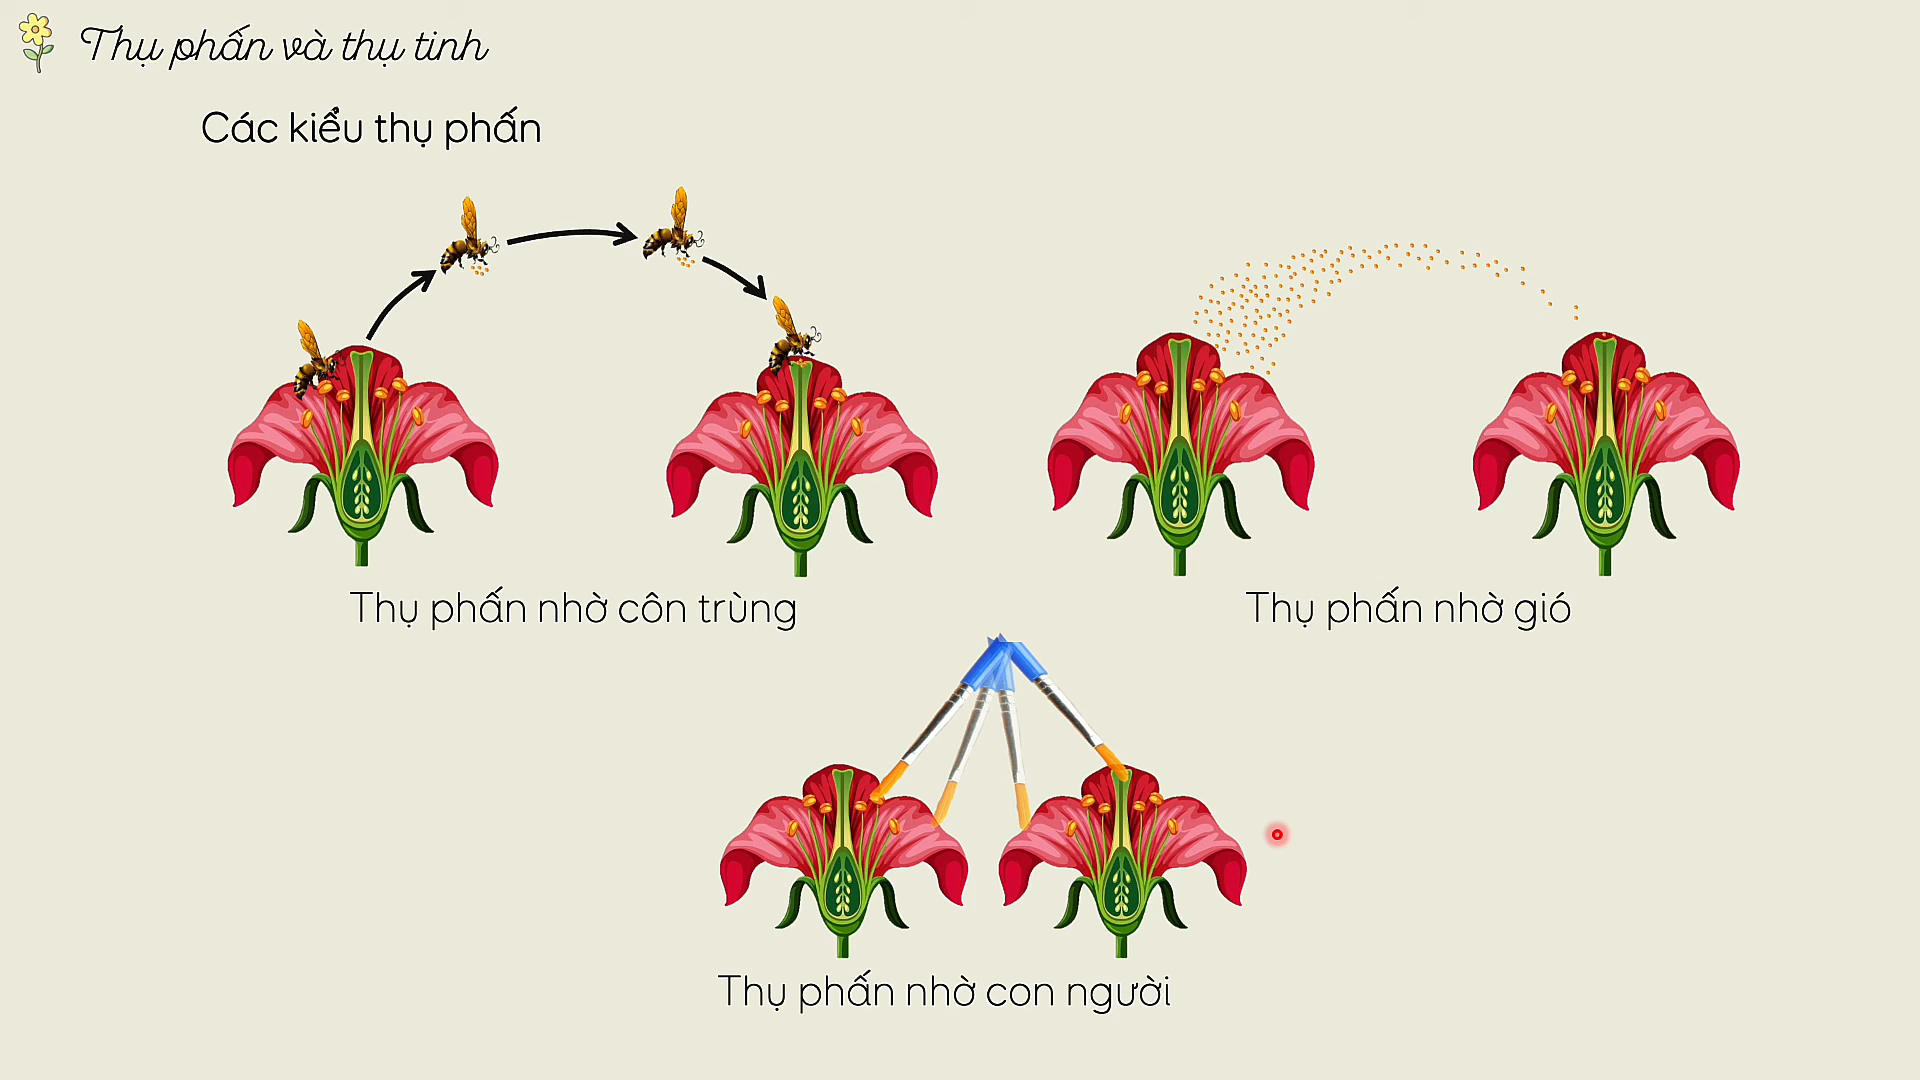 Thụ phấn và thụ tinh
Các kiểu thụ phấn
Thụ phấn nhờ côn trùng
Thụ phấn nhờ gió
Thụ phấn nhờ con người